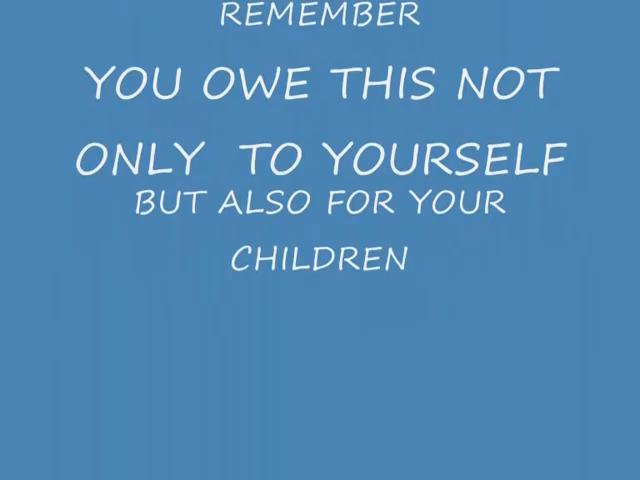 REMEMBER
YOU OWE THIS NOT
ONLY TO YOURSELF
BUT ALSO FOR YOUR
CHILDREN